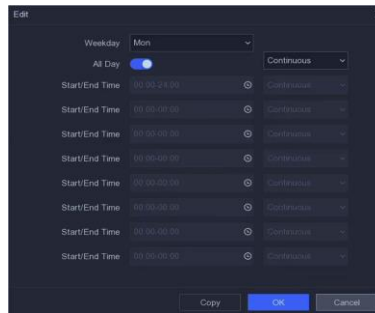 Edit
Weekday Mon
All Day Continuous
Start/End Time 00:00-24:00 Continuous
Start/End Time 00:00-00:00 Continuous
Start/End Time 00:00-00:00 Continuous
Start/End Time 00:00-00:00 Continuous
Start/End Time 00:00-00:00 Continuous
Start/End Time 00:00-00:00 Continuous
Start/End Time 00:00-00:00 Continuous
Start/End Time 00:00-00:00 Continuous
Copy OK Cancel